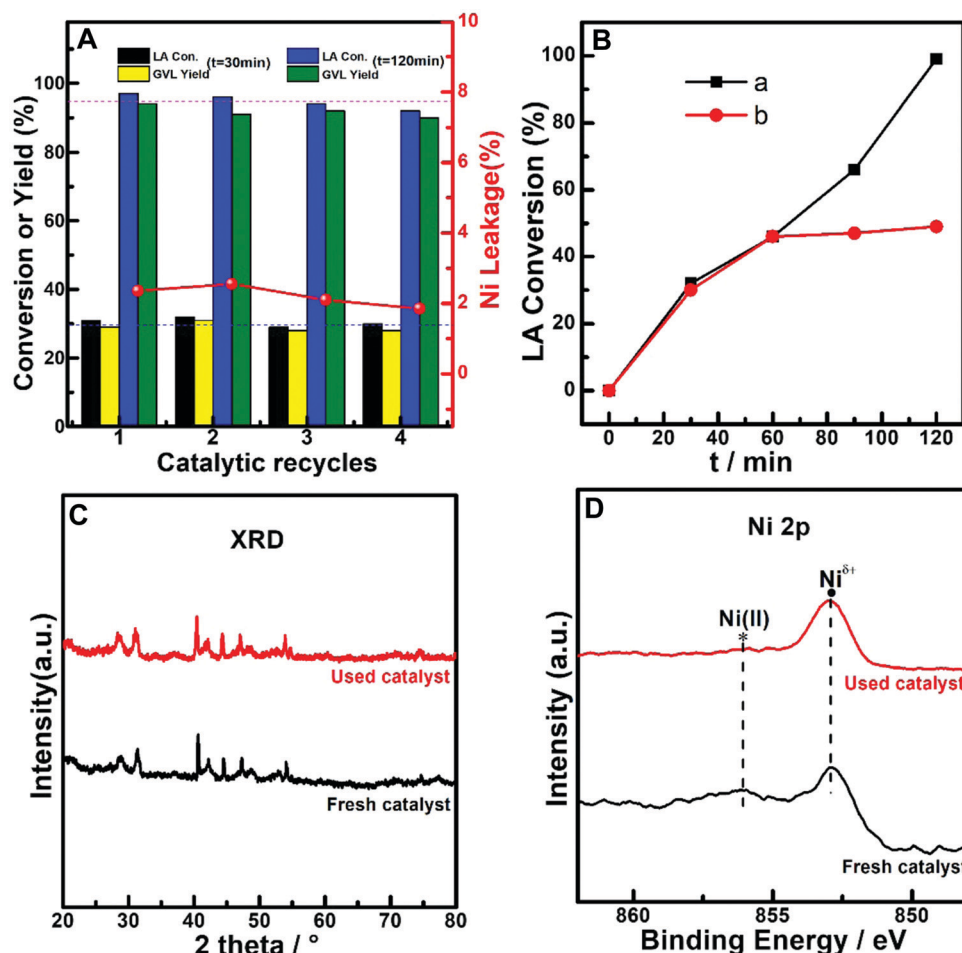 A
LA Con. (t=30min) LA Con. (t=120min)
GVL Yield GVL Yield
Conversion or Yield (%)
100
80
60
40
20
0
10
8
6
4
2
0
Ni Leakage(%)
1 2 3 4
Catalytic recycles
B
a
b
LA Conversion (%)
100
80
60
40
20
0
0 20 40 60 80 100 120
t / min
C
XRD
Intensity(a.u.)
Used catalyst
Fresh catalyst
20 30 40 50 60 70 80
2 theta / °
D
Ni 2p
Ni(II)
*
Niδ+
Intensity (a.u.)
Used catalyst
Fresh catalyst
860 855 850
Binding Energy / eV